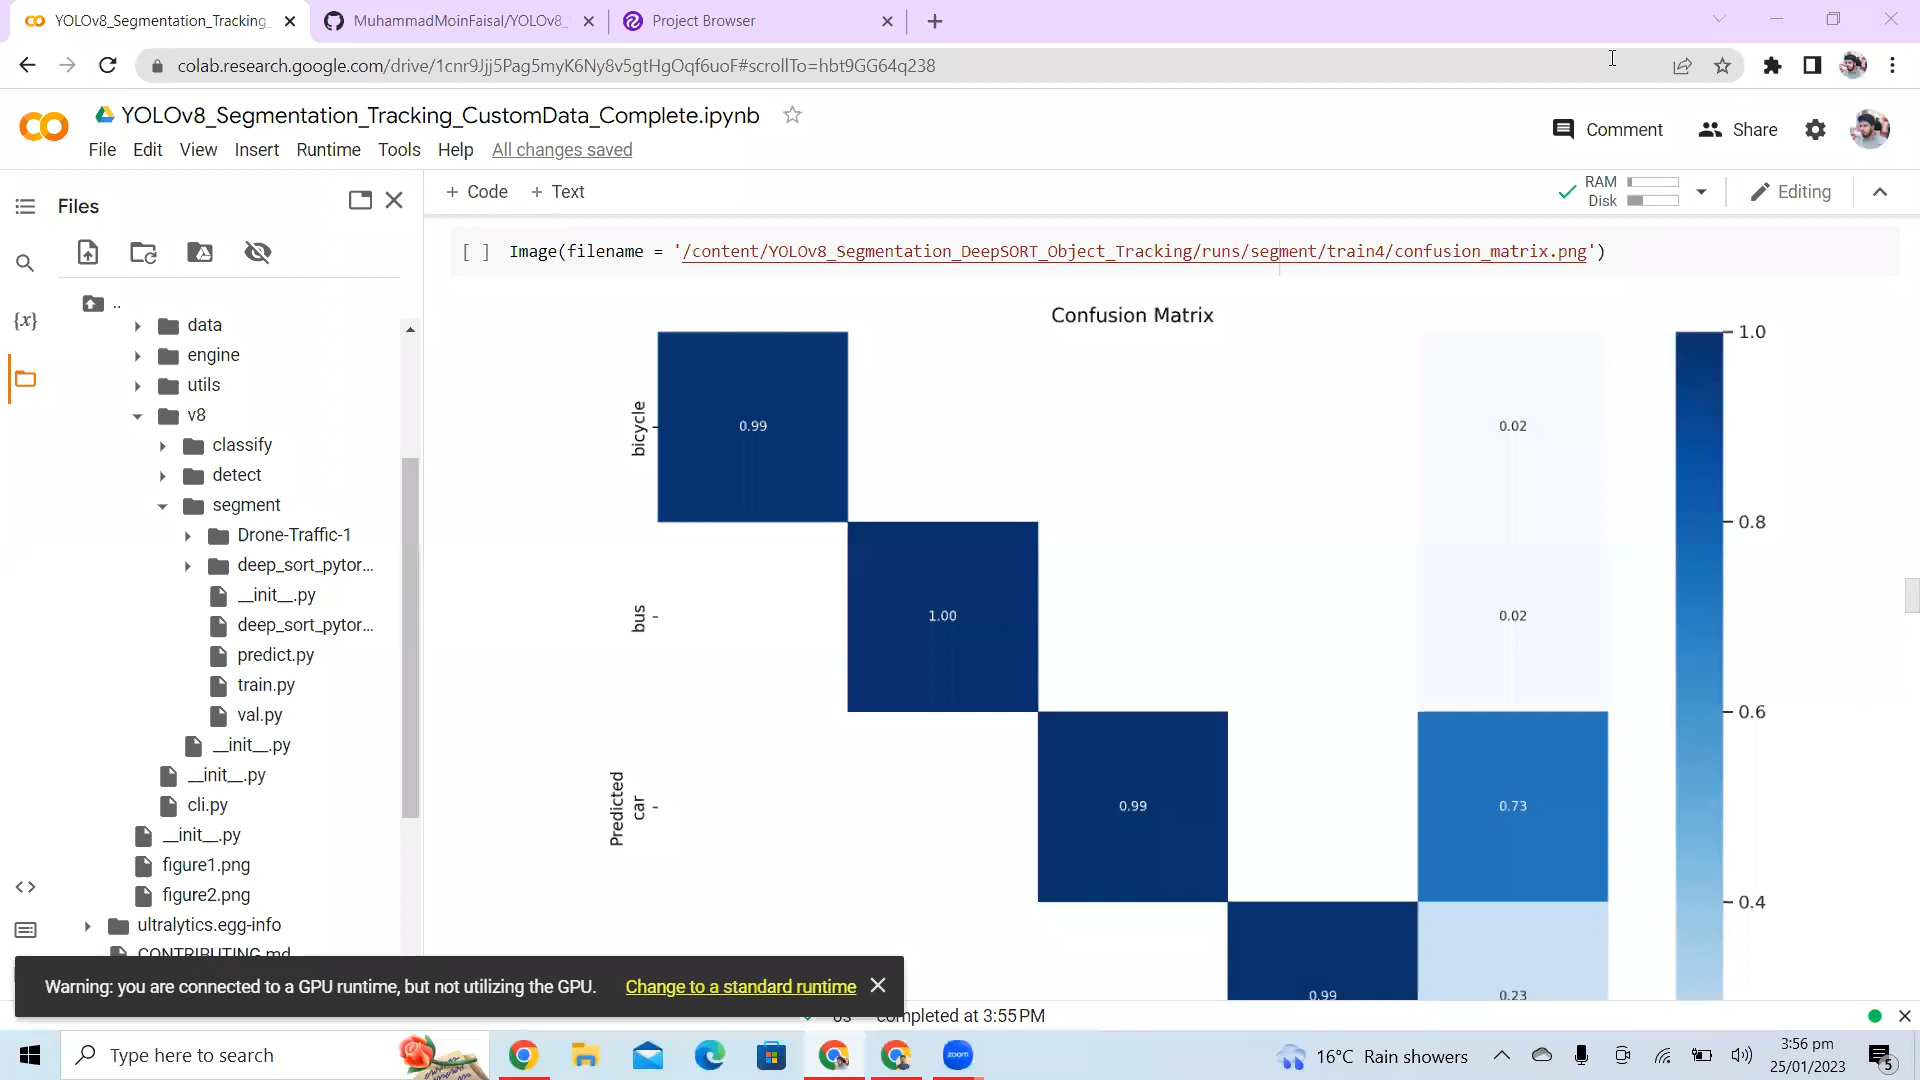 YOLOv8_Segmentation_Tracking_
MuhammadMoinFaisal/YOLOv8_
Project Browser
colab.research.google.com/drive/1cnr9Jjj5Pag5myK6Ny8v5gtHgOqf6uoF#scrollTo=hbt9GG64q238
YOLOv8_Segmentation_Tracking_CustomData_Complete.ipynb
File Edit View Insert Runtime Tools Help All changes saved
Comment
Share
Files
+ Code + Text
RAM
Disk
Editing
[ ] Image(filename = '/content/YOLOv8_Segmentation_DeepSORT_Object_Tracking/runs/segment/train4/confusion_matrix.png')
{x}
..
data
engine
utils
v8
classify
detect
segment
Drone-Traffic-1
deep_sort_pytor...
__init__.py
deep_sort_pytor...
predict.py
train.py
val.py
__init__.py
__init__.py
cli.py
__init__.py
figure1.png
figure2.png
ultralytics.egg-info
CONTRIBUTING.md
Confusion Matrix
bicycle
bus
car
Predicted
0.99
0.02
1.00
0.02
0.99
0.73
0.99
0.23
1.0
0.8
0.6
0.4
Warning: you are connected to a GPU runtime, but not utilizing the GPU. Change to a standard runtime
completed at 3:55 PM
Type here to search
zoom
16°C Rain showers
3:56 pm
25/01/2023
5